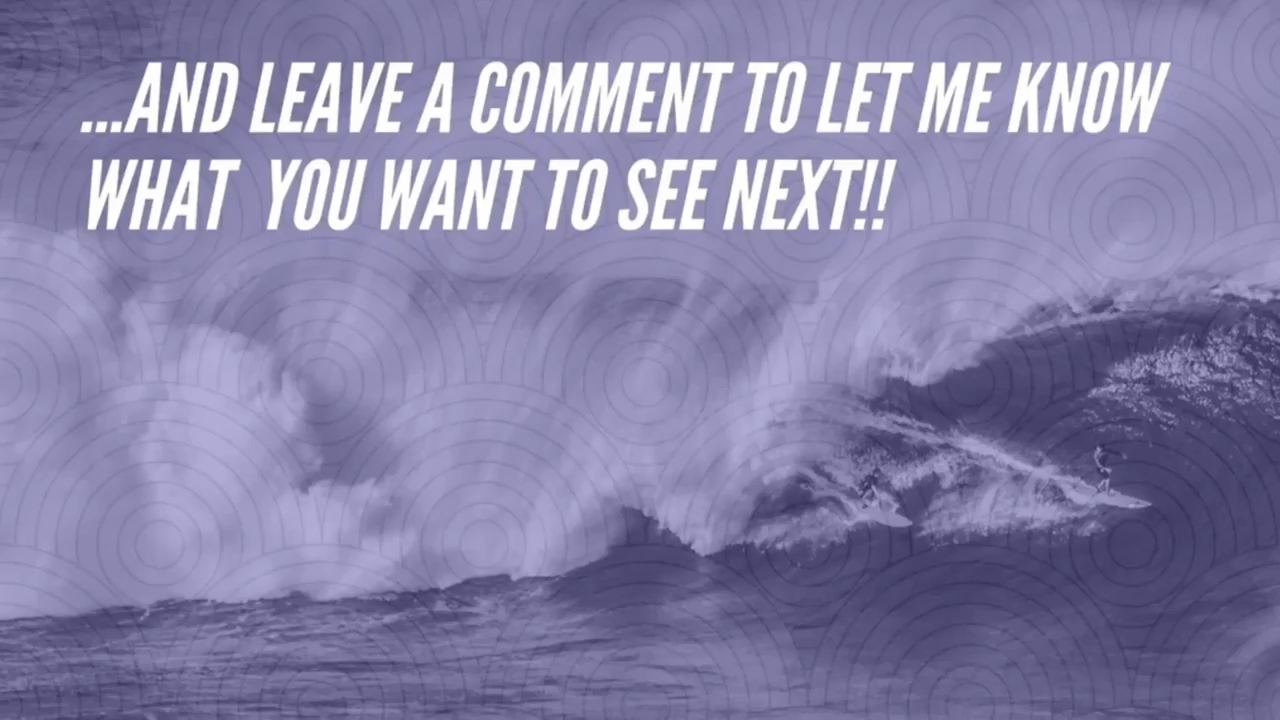 ...AND LEAVE A COMMENT TO LET ME KNOW
WHAT  YOU WANT TO SEE NEXT!!